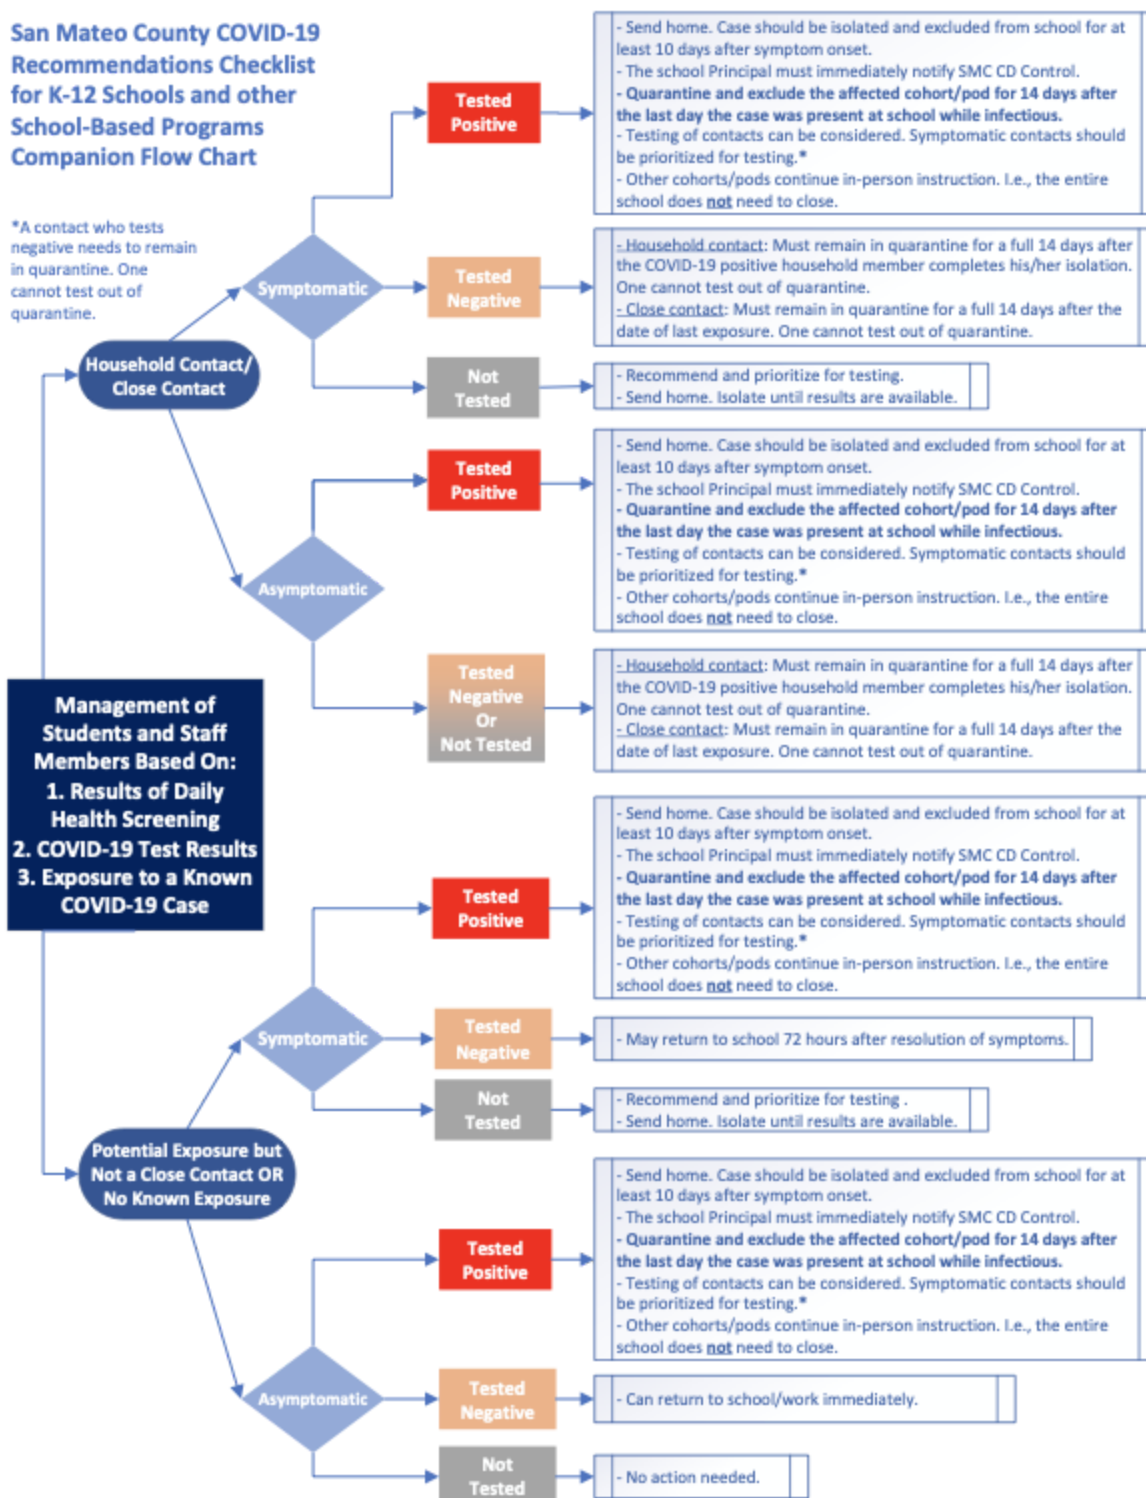 San Mateo County COVID-19
Recommendations Checklist
for K-12 Schools and other
School-Based Programs
Companion Flow Chart
*A contact who tests
negative needs to remain
in quarantine. One
cannot test out of
quarantine.
Management of
Students and Staff
Members Based On:
1. Results of Daily
Health Screening
2. COVID-19 Test Results
3. Exposure to a Known
COVID-19 Case
Household Contact/
Close Contact
Symptomatic
Tested
Positive
- Send home. Case should be isolated and excluded from school for at
least 10 days after symptom onset.
- The school Principal must immediately notify SMC CD Control.
- Quarantine and exclude the affected cohort/pod for 14 days after
the last day the case was present at school while infectious.
- Testing of contacts can be considered. Symptomatic contacts should
be prioritized for testing.*
- Other cohorts/pods continue in-person instruction. I.e., the entire
school does not need to close.
Tested
Negative
- Household contact: Must remain in quarantine for a full 14 days after
the COVID-19 positive household member completes his/her isolation.
One cannot test out of quarantine.
- Close contact: Must remain in quarantine for a full 14 days after the
date of last exposure. One cannot test out of quarantine.
Not
Tested
- Recommend and prioritize for testing.
- Send home. Isolate until results are available.
Asymptomatic
Tested
Positive
- Send home. Case should be isolated and excluded from school for at
least 10 days after symptom onset.
- The school Principal must immediately notify SMC CD Control.
- Quarantine and exclude the affected cohort/pod for 14 days after
the last day the case was present at school while infectious.
- Testing of contacts can be considered. Symptomatic contacts should
be prioritized for testing.*
- Other cohorts/pods continue in-person instruction. I.e., the entire
school does not need to close.
Tested
Negative
Or
Not Tested
- Household contact: Must remain in quarantine for a full 14 days after
the COVID-19 positive household member completes his/her isolation.
One cannot test out of quarantine.
- Close contact: Must remain in quarantine for a full 14 days after the
date of last exposure. One cannot test out of quarantine.
Potential Exposure but
Not a Close Contact OR
No Known Exposure
Symptomatic
Tested
Positive
- Send home. Case should be isolated and excluded from school for at
least 10 days after symptom onset.
- The school Principal must immediately notify SMC CD Control.
- Quarantine and exclude the affected cohort/pod for 14 days after
the last day the case was present at school while infectious.
- Testing of contacts can be considered. Symptomatic contacts should
be prioritized for testing.*
- Other cohorts/pods continue in-person instruction. I.e., the entire
school does not need to close.
Tested
Negative
- May return to school 72 hours after resolution of symptoms.
Not
Tested
- Recommend and prioritize for testing .
- Send home. Isolate until results are available.
Asymptomatic
Tested
Positive
- Send home. Case should be isolated and excluded from school for at
least 10 days after symptom onset.
- The school Principal must immediately notify SMC CD Control.
- Quarantine and exclude the affected cohort/pod for 14 days after
the last day the case was present at school while infectious.
- Testing of contacts can be considered. Symptomatic contacts should
be prioritized for testing.*
- Other cohorts/pods continue in-person instruction. I.e., the entire
school does not need to close.
Tested
Negative
- Can return to school/work immediately.
Not
Tested
- No action needed.